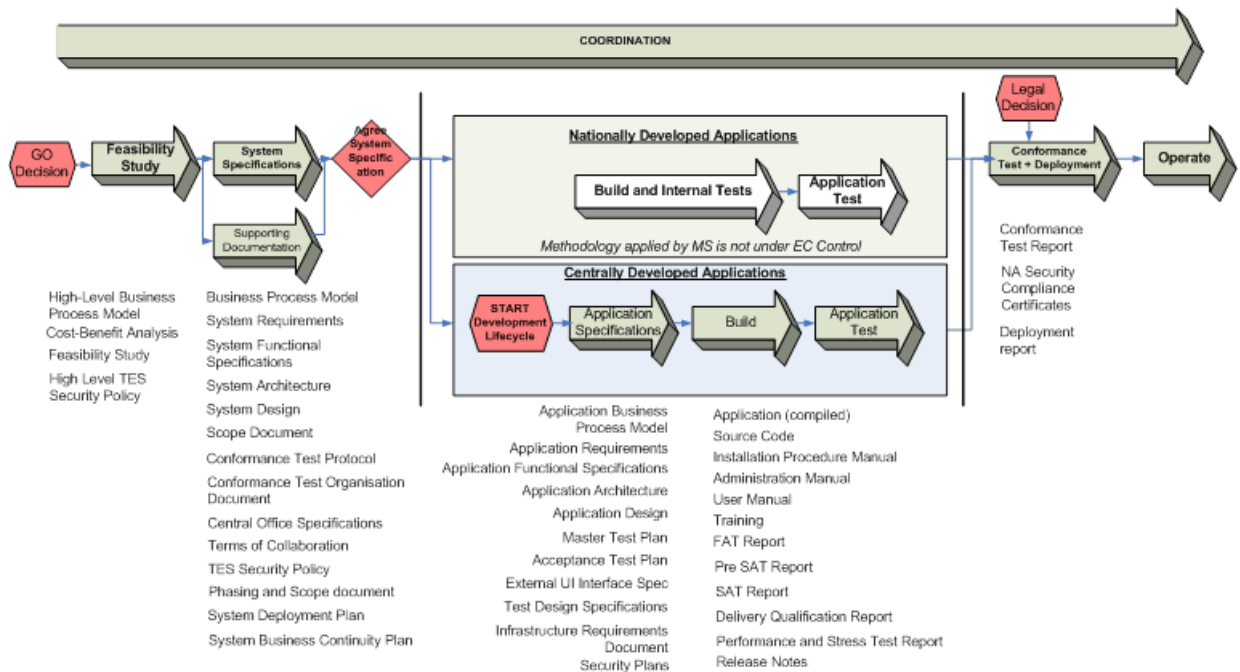 COORDINATION
GO
Decision
Feasibility
Study
System
Specifications
Supporting
Documentation
Agree
System
Specific
ation
Nationally Developed Applications
Build and Internal Tests
Application
Test
Methodology applied by MS is not under EC Control
Centrally Developed Applications
START
Development
Lifecycle
Application
Specifications
Build
Application
Test
Legal
Decision
Conformance
Test + Deployment
Operate
High-Level Business
Process Model
Cost-Benefit Analysis
Feasibility Study
High Level TES
Security Policy
Business Process Model
System Requirements
System Functional
Specifications
System Architecture
System Design
Scope Document
Conformance Test Protocol
Conformance Test Organisation
Document
Central Office Specifications
Terms of Collaboration
TES Security Policy
Phasing and Scope document
System Deployment Plan
System Business Continuity Plan
Application Business
Process Model
Application Requirements
Application Functional Specifications
Application Architecture
Application Design
Master Test Plan
Acceptance Test Plan
External UI Interface Spec
Test Design Specifications
Infrastructure Requirements
Document
Security Plans
Application (compiled)
Source Code
Installation Procedure Manual
Administration Manual
User Manual
Training
FAT Report
Pre SAT Report
SAT Report
Delivery Qualification Report
Performance and Stress Test Report
Release Notes
Conformance
Test Report
NA Security
Compliance
Certificates
Deployment
report